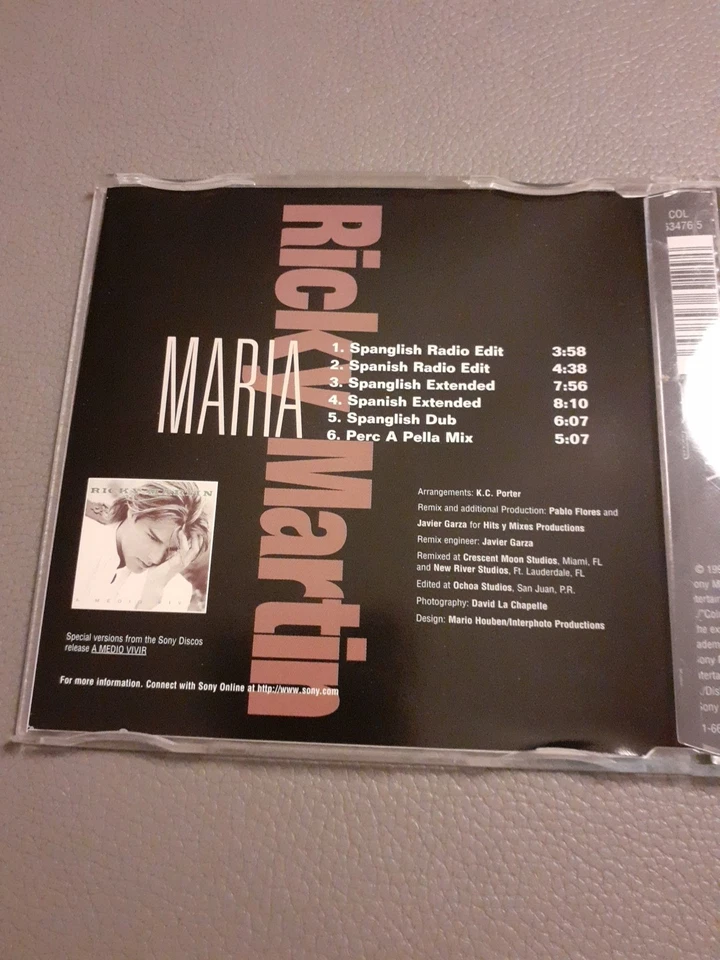 Ricky Martin
MARIA
1. Spanglish Radio Edit 3:58
2. Spanish Radio Edit 4:38
3. Spanglish Extended 7:56
4. Spanish Extended 8:10
5. Spanglish Dub 6:07
6. Perc A Pella Mix 5:07
Arrangements: K.C. Porter
Remix and additional Production: Pablo Flores and
Javier Garza for Hits y Mixes Productions
Remix engineer: Javier Garza
Remixed at Crescent Moon Studios, Miami, FL
and New River Studios, Ft. Lauderdale, FL
Edited at Ochoa Studios, San Juan, P.R.
Photography: David La Chapelle
Design: Mario Houben/Interphoto Productions
A MEDIO VIVIR
Special versions from the Sony Discos
release A MEDIO VIVIR
For more information. Connect with Sony Online at http://www.sony.com
COL